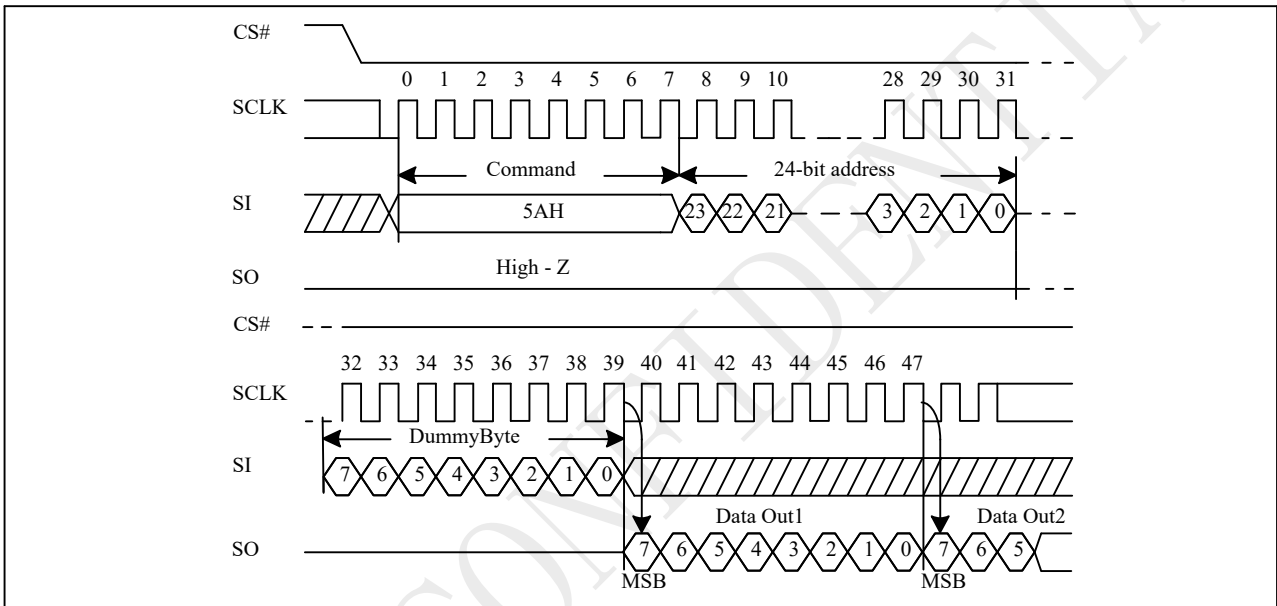 CS#
0 1 2 3 4 5 6 7 8 9 10 28 29 30 31
SCLK
Command 24-bit address
SI 5AH 23 22 21 3 2 1 0
High - Z
SO
CS#
32 33 34 35 36 37 38 39 40 41 42 43 44 45 46 47
SCLK
DummyByte
SI 7 6 5 4 3 2 1 0
Data Out1 Data Out2
SO 7 6 5 4 3 2 1 0 7 6 5
MSB MSB